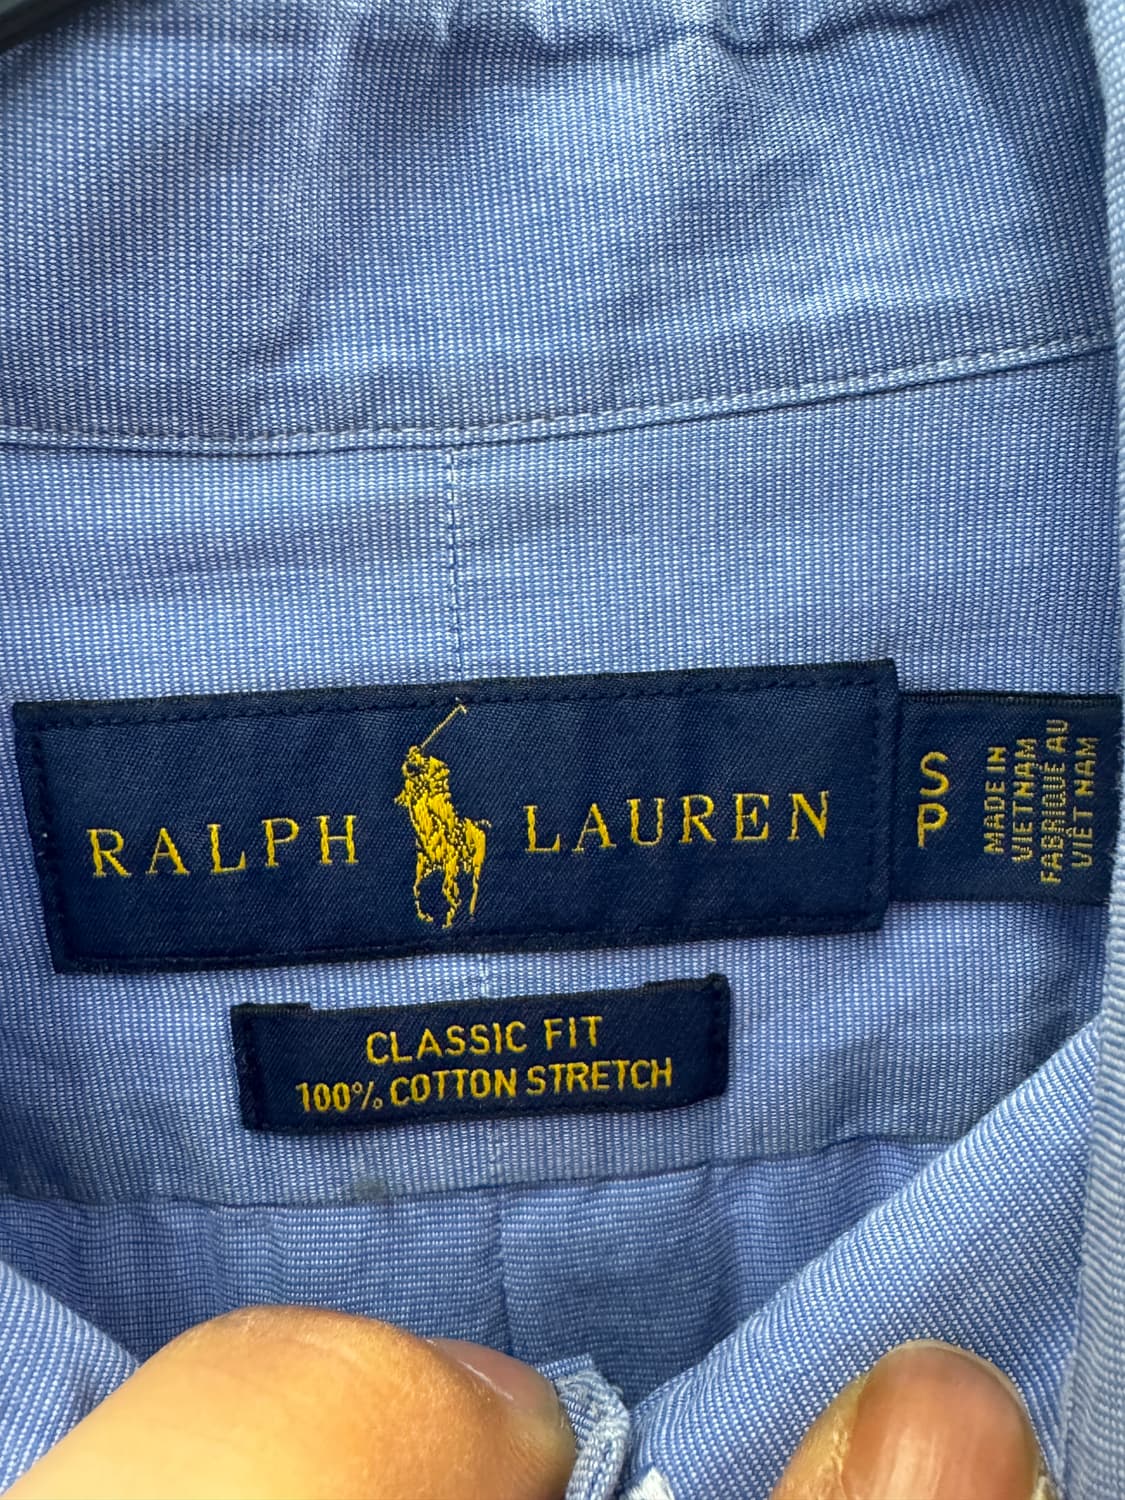 RALPH LAUREN
S
P
MADE IN
VIETNAM
FABRIQUÉ AU
VIÊT NAM
CLASSIC FIT
100% COTTON STRETCH